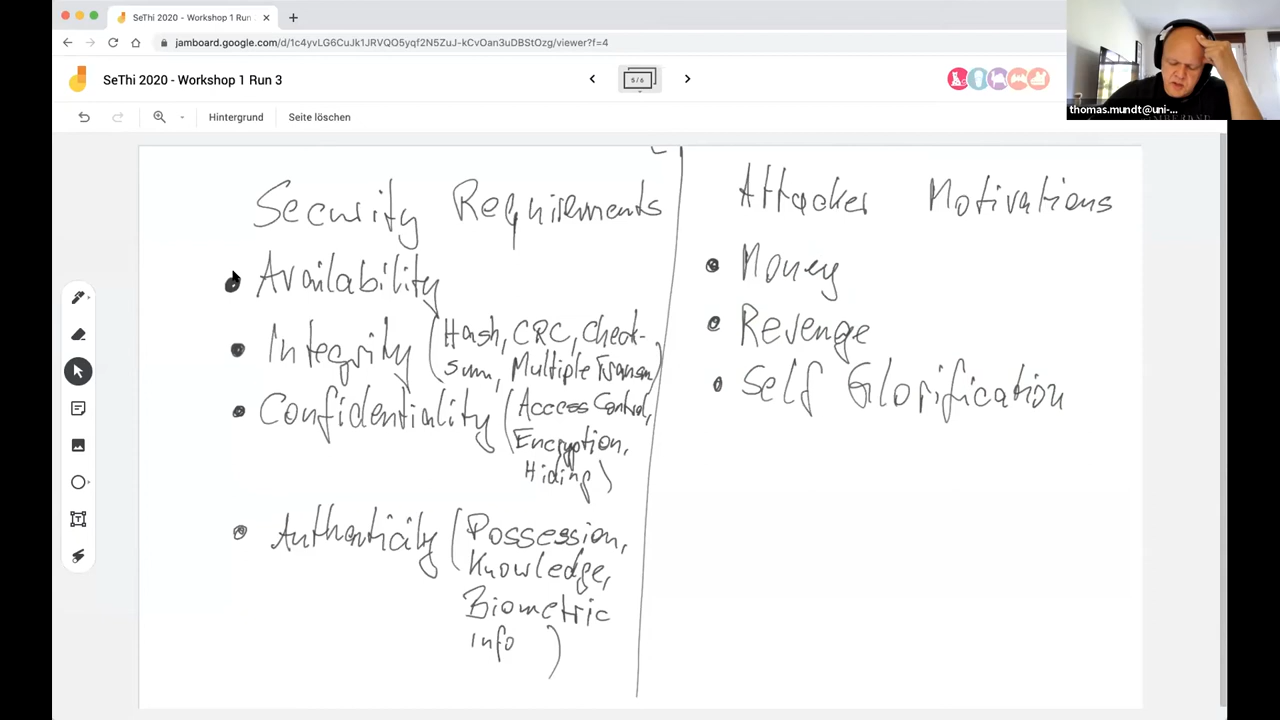 SeThi 2020 - Workshop 1 Run
jamboard.google.com/d/1c4yvLG6CuJk1JRVQO5yqf2N5ZuJ-kCvOan3uDBStOzg/viewer?f=4
thomas.mundt@uni-...
SeThi 2020 - Workshop 1 Run 3
5 / 6
Hintergrund
Seite löschen
Security Requirements
• Availability
• Integrity (Hash, CRC, Check-
sum, Multiple Transm)
• Confidentiality (Access Control,
Encryption,
Hiding)
• Authenticity (Possession,
Knowledge,
Biometric
info)
Attacker Motivations
• Money
• Revenge
• Self Glorification